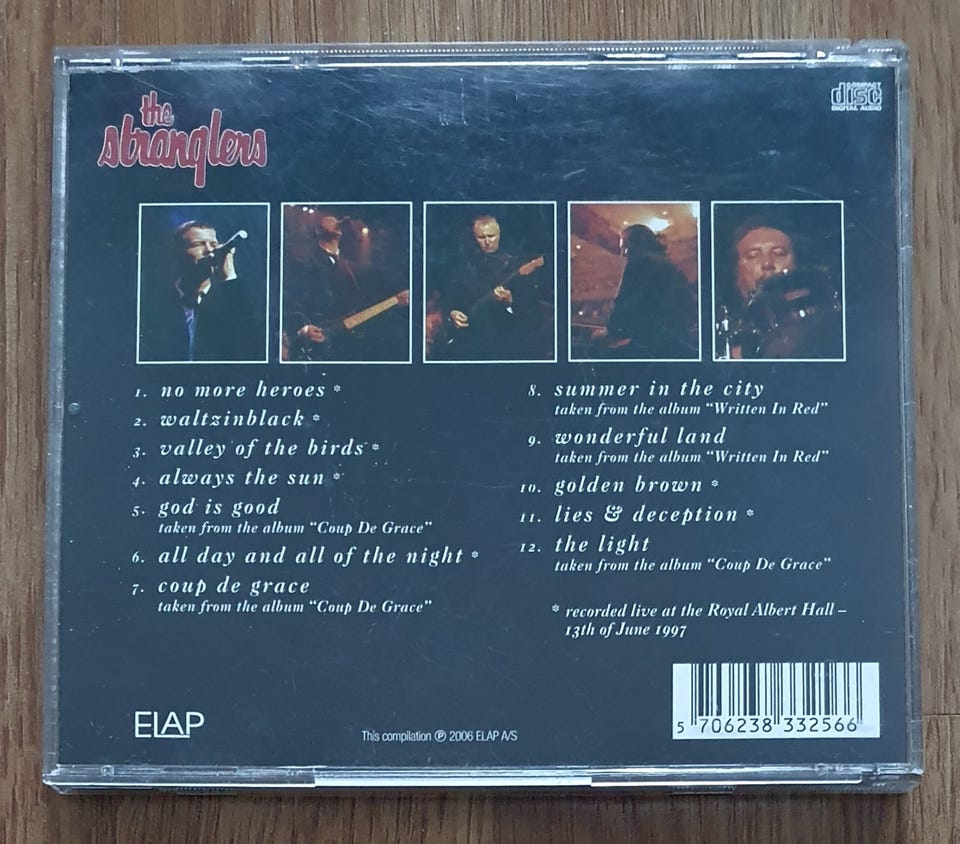 the
stranglers
COMPACT
disc
DIGITAL AUDIO
1. no more heroes *
2. waltzinblack *
3. valley of the birds *
4. always the sun *
5. god is good
taken from the album “Coup De Grace”
6. all day and all of the night *
7. coup de grace
taken from the album “Coup De Grace”
8. summer in the city
taken from the album “Written In Red”
9. wonderful land
taken from the album “Written In Red”
10. golden brown *
11. lies & deception *
12. the light
taken from the album “Coup De Grace”
* recorded live at the Royal Albert Hall –
13th of June 1997
ELAP
This compilation ℗ 2006 ELAP A/S
5 706238 332566